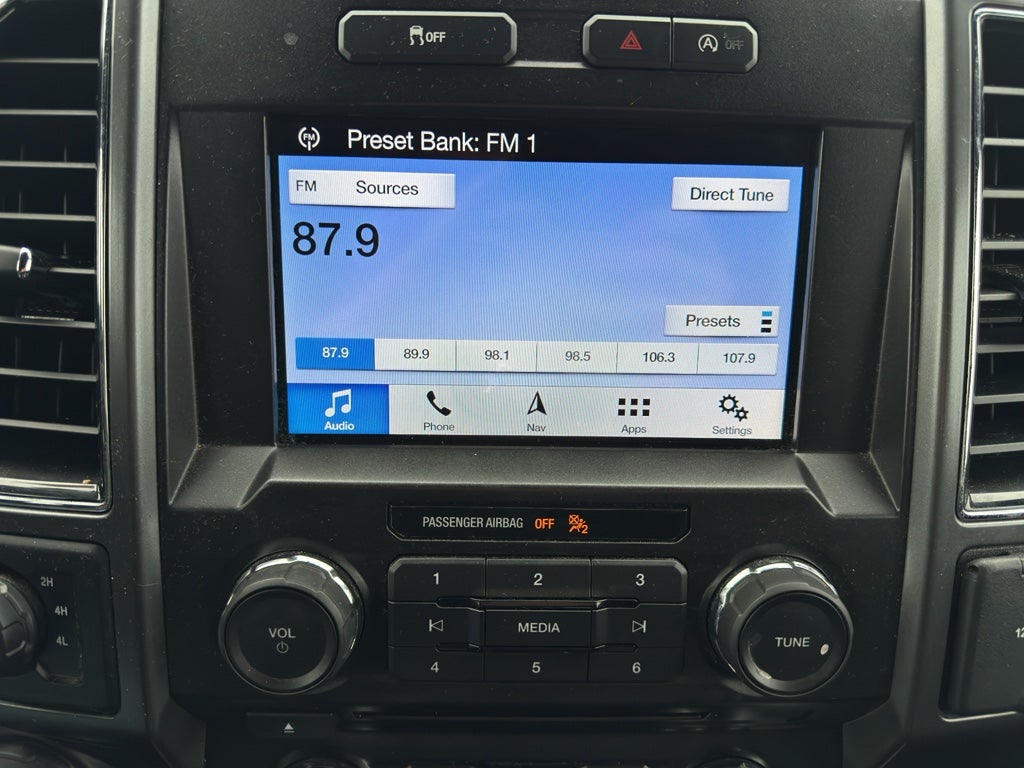 OFF
A OFF
FM Preset Bank: FM 1
FM Sources
Direct Tune
87.9
Presets
87.9 89.9 98.1 98.5 106.3 107.9
Audio Phone Nav Apps Settings
PASSENGER AIRBAG OFF 2
1 2 3
2H
4H
4L
VOL
MEDIA
TUNE
4 5 6
12